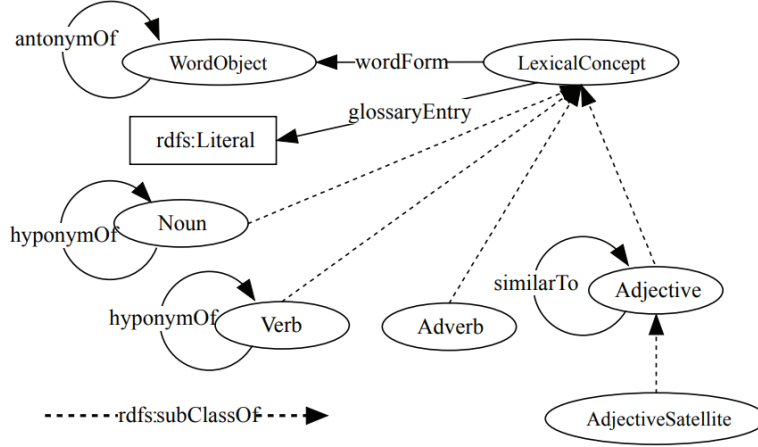 antonymOf
WordObject
wordForm
LexicalConcept
glossaryEntry
rdfs:Literal
Noun
hyponymOf
similarTo
Adjective
hyponymOf
Verb
Adverb
rdfs:subClassOf
AdjectiveSatellite